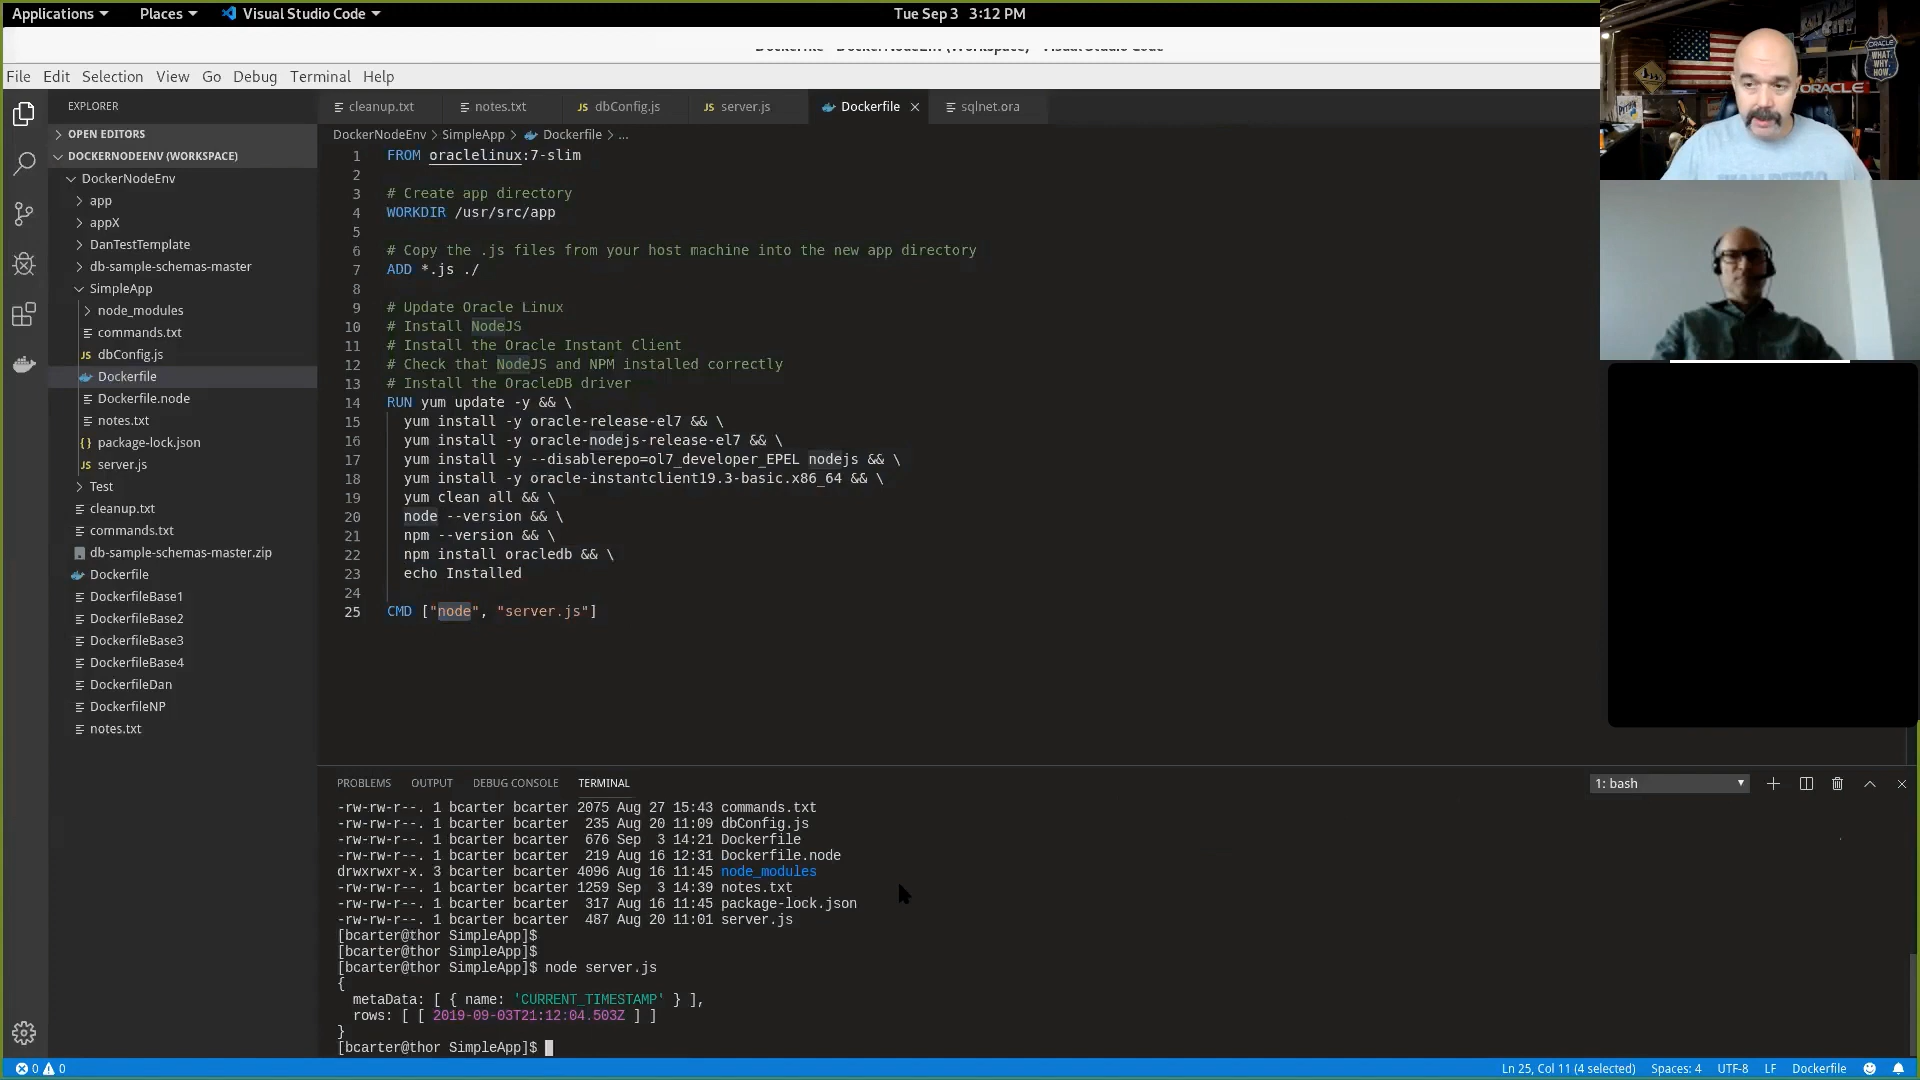 Applications Places Visual Studio Code Tue Sep 3 3:12 PM
Dockerfile - DockerNodeEnv (Workspace) - Visual Studio Code
File Edit Selection View Go Debug Terminal Help
EXPLORER
OPEN EDITORS
DOCKERNODEENV (WORKSPACE)
DockerNodeEnv
app
appX
DanTestTemplate
db-sample-schemas-master
SimpleApp
node_modules
commands.txt
JS dbConfig.js
Dockerfile
Dockerfile.node
notes.txt
{} package-lock.json
JS server.js
Test
cleanup.txt
commands.txt
db-sample-schemas-master.zip
Dockerfile
DockerfileBase1
DockerfileBase2
DockerfileBase3
DockerfileBase4
DockerfileDan
DockerfileNP
notes.txt
cleanup.txt notes.txt JS dbConfig.js JS server.js Dockerfile × sqlnet.ora
DockerNodeEnv > SimpleApp > Dockerfile > ...
1 FROM oraclelinux:7-slim
2
3 # Create app directory
4 WORKDIR /usr/src/app
5
6 # Copy the .js files from your host machine into the new app directory
7 ADD *.js ./
8
9 # Update Oracle Linux
10 # Install NodeJS
11 # Install the Oracle Instant Client
12 # Check that NodeJS and NPM installed correctly
13 # Install the OracleDB driver
14 RUN yum update -y && \
15 yum install -y oracle-release-el7 && \
16 yum install -y oracle-nodejs-release-el7 && \
17 yum install -y --disablerepo=ol7_developer_EPEL nodejs && \
18 yum install -y oracle-instantclient19.3-basic.x86_64 && \
19 yum clean all && \
20 node --version && \
21 npm --version && \
22 npm install oracledb && \
23 echo Installed
24
25 CMD ["node", "server.js"]
PROBLEMS OUTPUT DEBUG CONSOLE TERMINAL 1: bash
-rw-rw-r--. 1 bcarter bcarter 2075 Aug 27 15:43 commands.txt
-rw-rw-r--. 1 bcarter bcarter 235 Aug 20 11:09 dbConfig.js
-rw-rw-r--. 1 bcarter bcarter 676 Sep 3 14:21 Dockerfile
-rw-rw-r--. 1 bcarter bcarter 219 Aug 16 12:31 Dockerfile.node
drwxrwxr-x. 3 bcarter bcarter 4096 Aug 16 11:45 node_modules
-rw-rw-r--. 1 bcarter bcarter 1259 Sep 3 14:39 notes.txt
-rw-rw-r--. 1 bcarter bcarter 317 Aug 16 11:45 package-lock.json
-rw-rw-r--. 1 bcarter bcarter 487 Aug 20 11:01 server.js
[bcarter@thor SimpleApp]$
[bcarter@thor SimpleApp]$
[bcarter@thor SimpleApp]$ node server.js
{
metaData: [ { name: 'CURRENT_TIMESTAMP' } ],
rows: [ [ 2019-09-03T21:12:04.503Z ] ]
}
[bcarter@thor SimpleApp]$
0 0 Ln 25, Col 11 (4 selected) Spaces: 4 UTF-8 LF Dockerfile
ORACLE
WHAT.
WHY.
HOW.
ORACLE